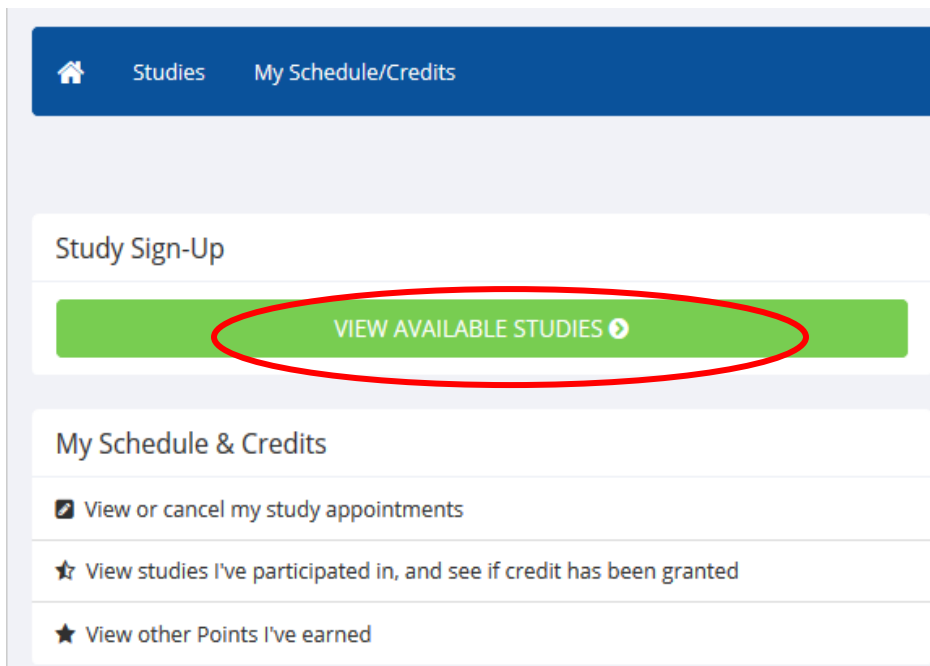 Studies My Schedule/Credits
Study Sign-Up
VIEW AVAILABLE STUDIES
My Schedule & Credits
View or cancel my study appointments
View studies I've participated in, and see if credit has been granted
View other Points I've earned